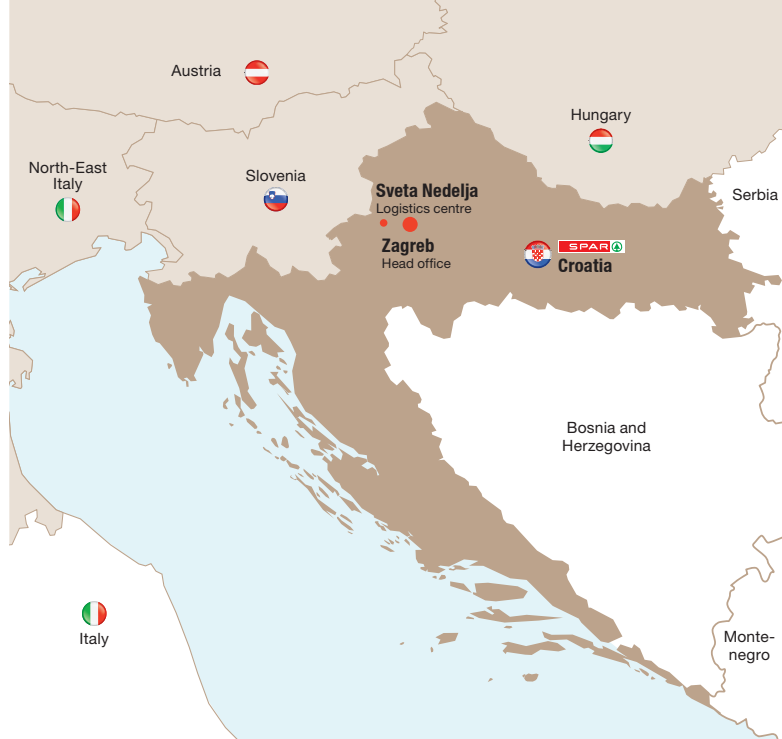 Austria
Hungary
North-East
Italy
Slovenia
Sveta Nedelja
Logistics centre
Serbia
Zagreb
Head office
SPAR
Croatia
Bosnia and
Herzegovina
Italy
Monte-
negro